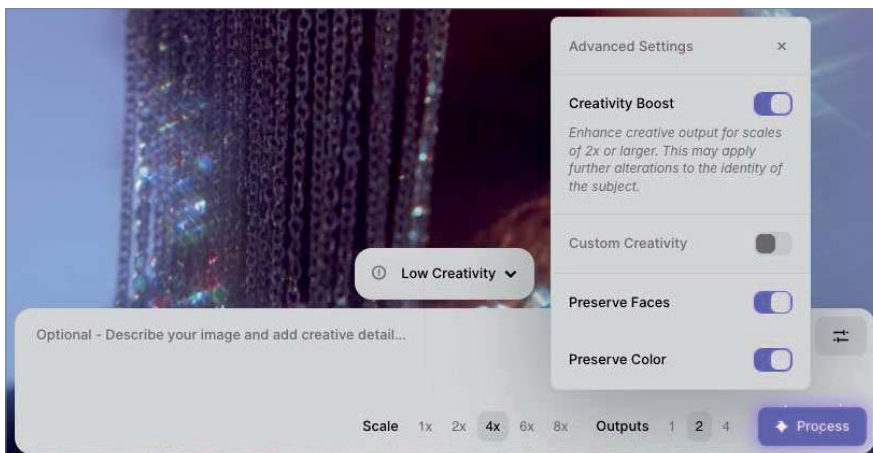 Advanced Settings
Creativity Boost
Enhance creative output for scales
of 2x or larger. This may apply
further alterations to the identity of
the subject.
Custom Creativity
Low Creativity
Preserve Faces
Optional - Describe your image and add creative detail...
Preserve Color
Scale 1x 2x 4x 6x 8x Outputs 1 2 4 Process